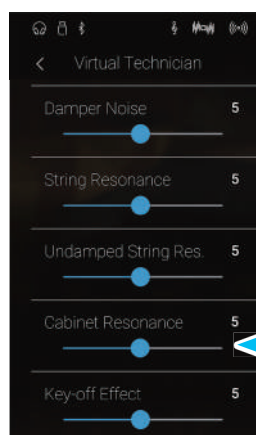 Virtual Technician
Damper Noise 5
String Resonance 5
Undamped String Res. 5
Cabinet Resonance 5
Key-off Effect 5